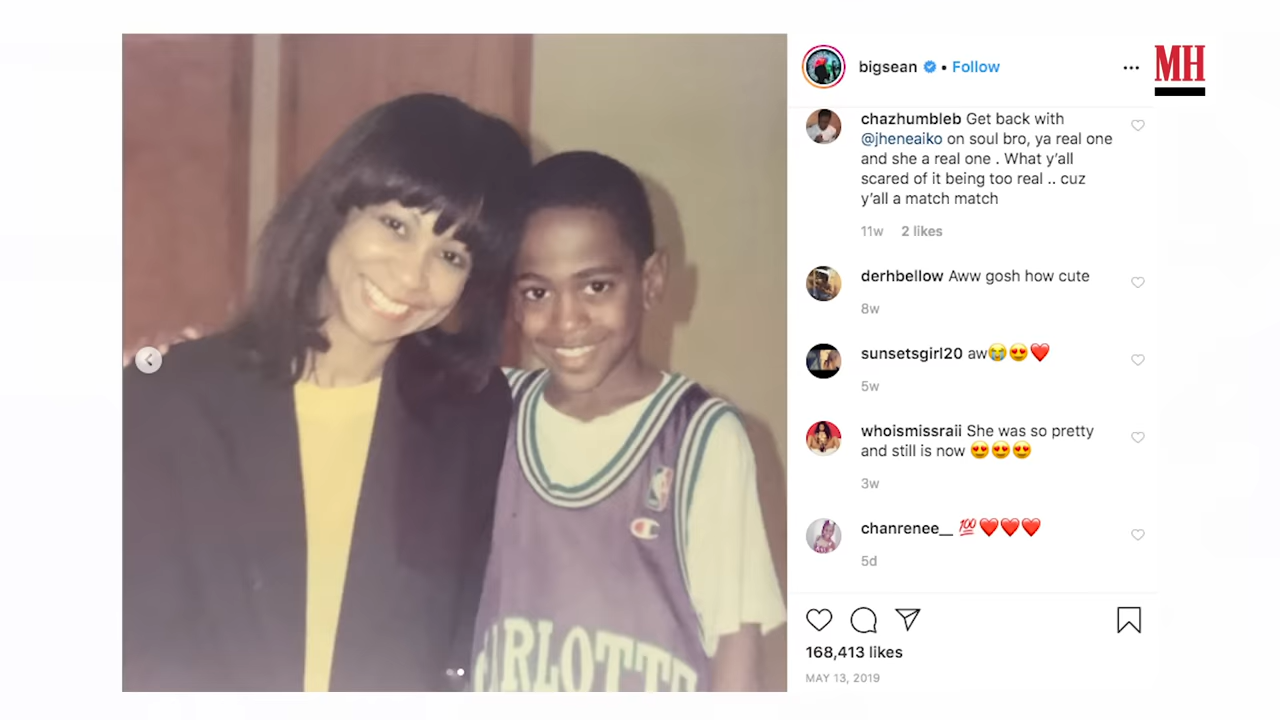 bigsean • Follow
MH
chazhumbleb Get back with
@jheneaiko on soul bro, ya real one
and she a real one . What y'all
scared of it being too real .. cuz
y'all a match match
11w 2 likes
derhbellow Aww gosh how cute
8w
sunsetsgirl20 aw😭😍❤️
5w
whoismissraii She was so pretty
and still is now 😍😍😍
3w
chanrenee__ 💯❤️❤️❤️
5d
168,413 likes
MAY 13, 2019
ARLOTTE